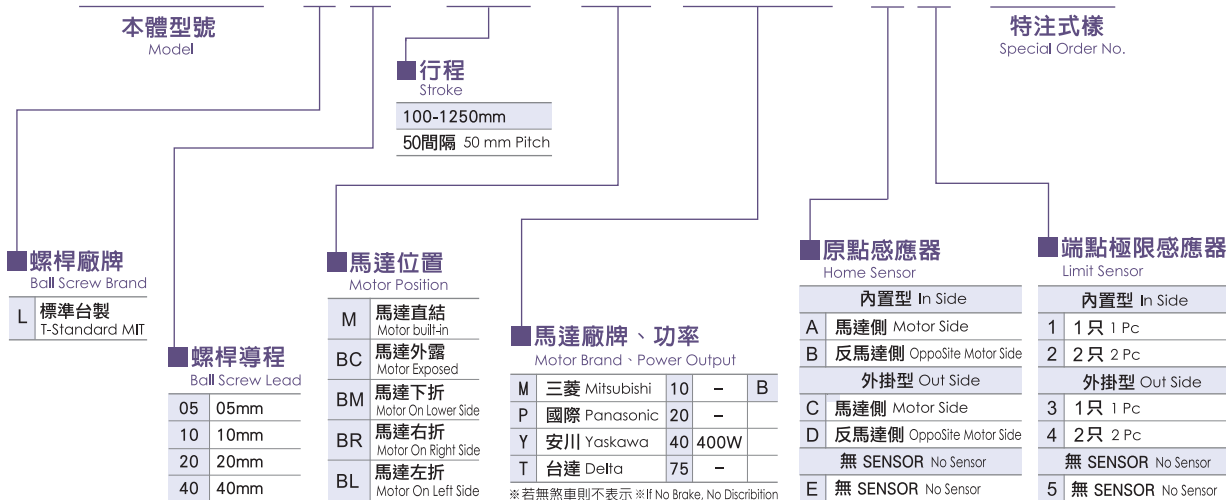 本體型號
Model
特注式樣
Special Order No.
■行程
Stroke
100-1250mm
50間隔 50 mm Pitch
■螺桿廠牌
Ball Screw Brand
L 標準台製
T-Standard MIT
■螺桿導程
Ball Screw Lead
05 05mm
10 10mm
20 20mm
40 40mm
■馬達位置
Motor Position
M 馬達直結
Motor built-in
BC 馬達外露
Motor Exposed
BM 馬達下折
Motor On Lower Side
BR 馬達右折
Motor On Right Side
BL 馬達左折
Motor On Left Side
■馬達廠牌、功率
Motor Brand、Power Output
M 三菱 Mitsubishi 10 － B
P 國際 Panasonic 20 －
Y 安川 Yaskawa 40 400W
T 台達 Delta 75 －
※若無煞車則不表示 ※If No Brake, No Discribition
■原點感應器
Home Sensor
內置型 In Side
A 馬達側 Motor Side
B 反馬達側 OppoSite Motor Side
外掛型 Out Side
C 馬達側 Motor Side
D 反馬達側 OppoSite Motor Side
無 SENSOR No Sensor
E 無 SENSOR No Sensor
■端點極限感應器
Limit Sensor
內置型 In Side
1 1只 1 Pc
2 2只 2 Pc
外掛型 Out Side
3 1只 1 Pc
4 2只 2 Pc
無 SENSOR No Sensor
5 無 SENSOR No Sensor